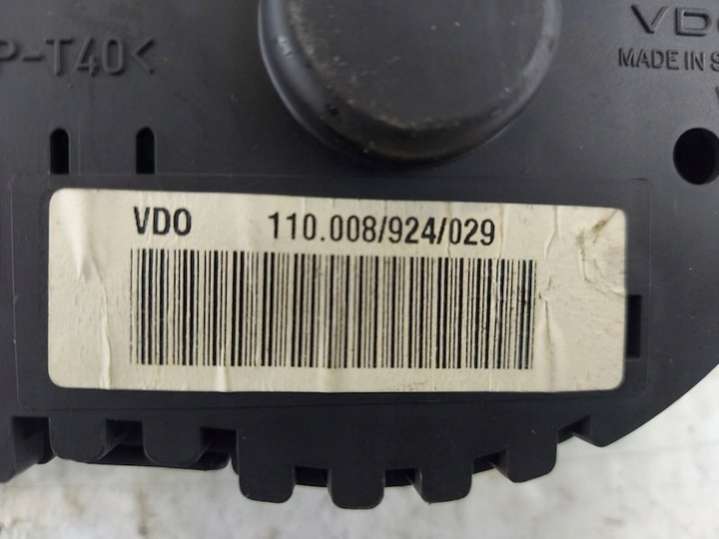 P-T40<
VDO
MADE IN S
VDO 110.008/924/029